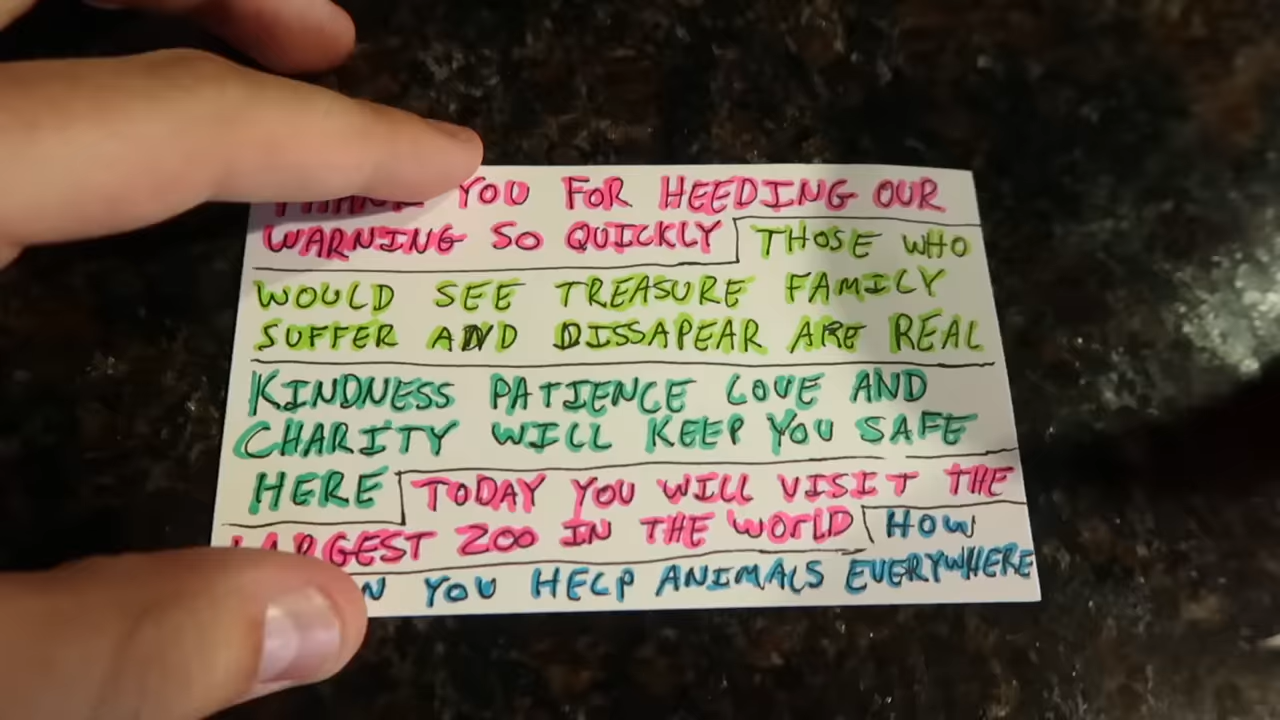 THANK YOU FOR HEEDING OUR
WARNING SO QUICKLY THOSE WHO
WOULD SEE TREASURE FAMILY
SUFFER AND DISSAPEAR ARE REAL
KINDNESS PATIENCE LOVE AND
CHARITY WILL KEEP YOU SAFE
HERE TODAY YOU WILL VISIT THE
LARGEST ZOO IN THE WORLD HOW
YOU HELP ANIMALS EVERYWHERE